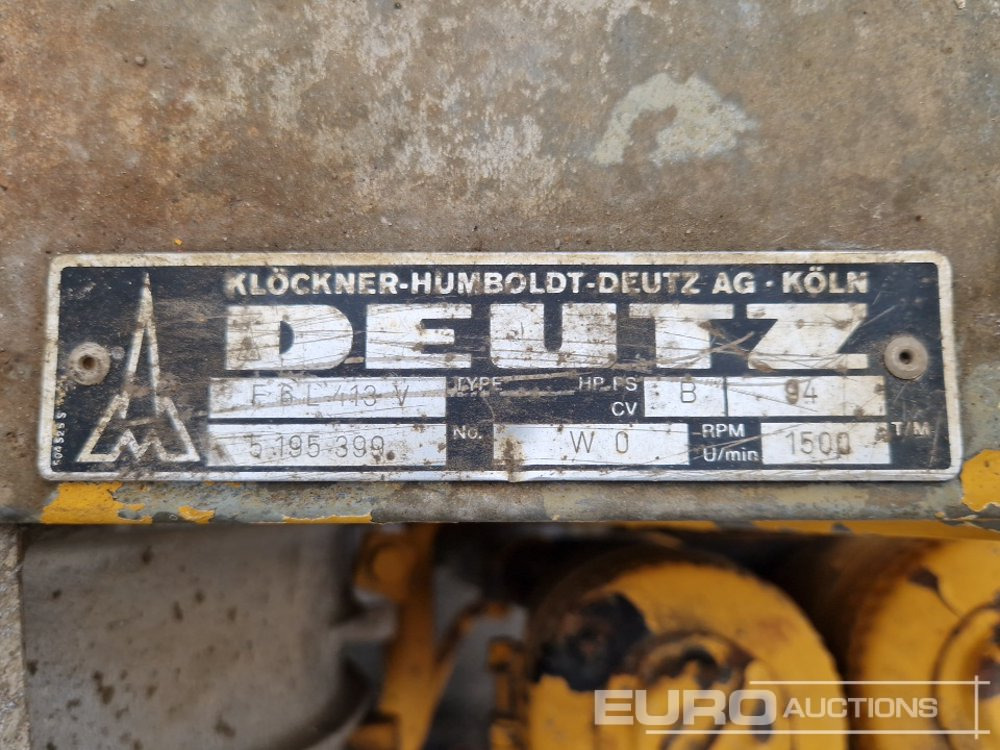 KLÖCKNER-HUMBOLDT-DEUTZ AG · KÖLN
DEUTZ
F 6 L 413 V TYPE HP-PS CV B 94
5 195 399 No. W 0 RPM U/min 1500 T/M
EURO AUCTIONS